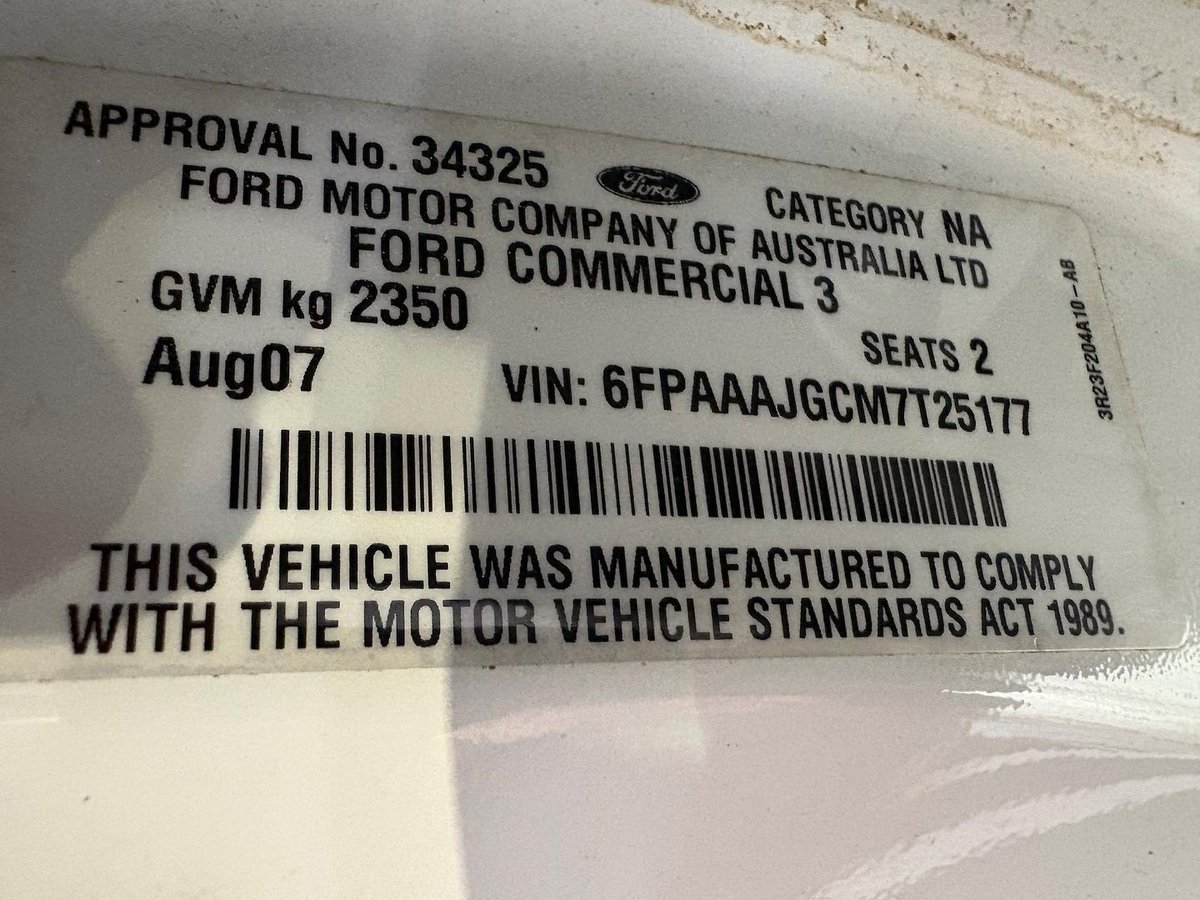 APPROVAL No. 34325 Ford CATEGORY NA
FORD MOTOR COMPANY OF AUSTRALIA LTD
FORD COMMERCIAL 3
GVM kg 2350
SEATS 2
Aug07
VIN: 6FPAAAJGCM7T25177
THIS VEHICLE WAS MANUFACTURED TO COMPLY
WITH THE MOTOR VEHICLE STANDARDS ACT 1989.
3R23F204A10-AB